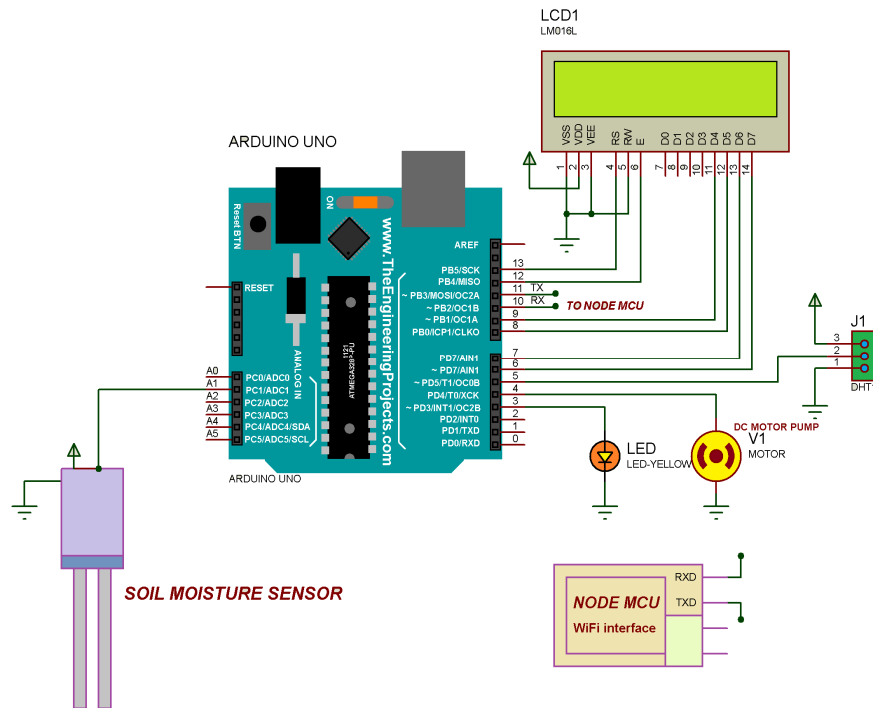 LCD1
LM016L
VSS VDD VEE RS RW E D0 D1 D2 D3 D4 D5 D6 D7
1 2 3 4 5 6 7 8 9 10 11 12 13 14
ARDUINO UNO
Reset BTN
ON
www.TheEngineeringProjects.com
ANALOG IN
1121
ATMEGA328P-PU
RESET
AREF
PB5/SCK 13
PB4/MISO 12
~ PB3/MOSI/OC2A 11 TX
~ PB2/OC1B 10 RX
TO NODE MCU
~ PB1/OC1A 9
PB0/ICP1/CLKO 8
PD7/AIN1 7
~ PD7/AIN1 6
~ PD5/T1/OC0B 5
PD4/T0/XCK 4
~ PD3/INT1/OC2B 3
PD2/INT0 2
PD1/TXD 1
PD0/RXD 0
A0 PC0/ADC0
A1 PC1/ADC1
A2 PC2/ADC2
A3 PC3/ADC3
A4 PC4/ADC4/SDA
A5 PC5/ADC5/SCL
ARDUINO UNO
J1
3
2
1
LED
LED-YELLOW
DC MOTOR PUMP
V1
MOTOR
SOIL MOISTURE SENSOR
NODE MCU
WiFi interface
RXD
TXD